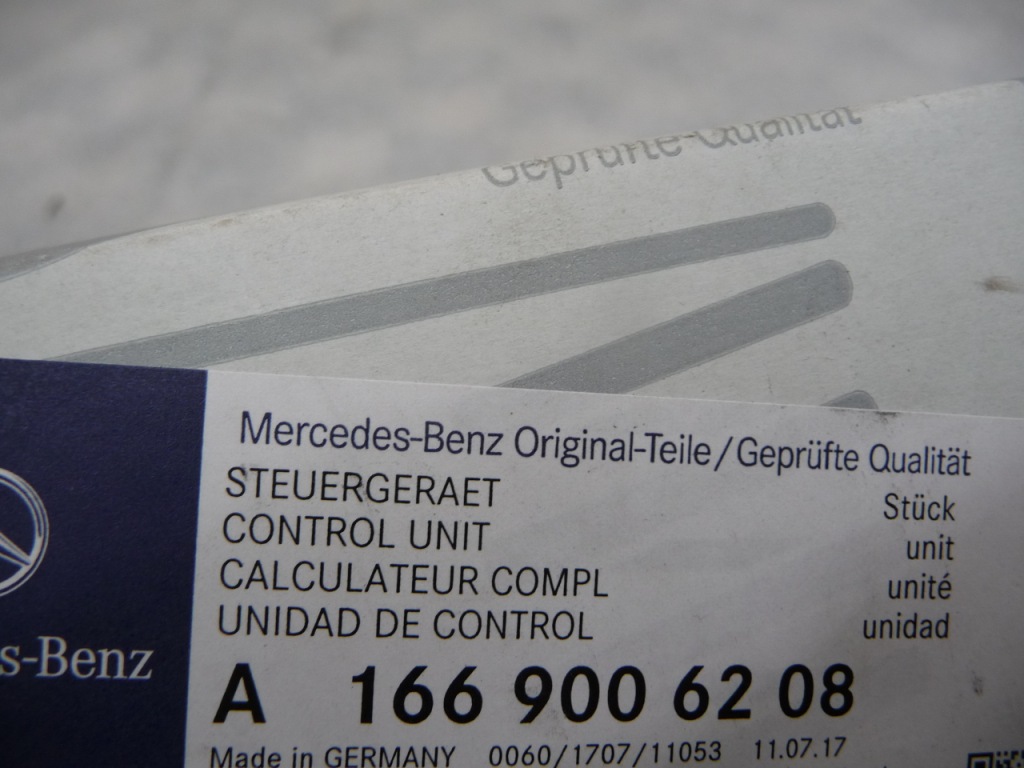 Geprüfte-Qualität
Mercedes-Benz Original-Teile/Geprüfte Qualität
STEUERGERAET Stück
CONTROL UNIT unit
CALCULATEUR COMPL unité
UNIDAD DE CONTROL unidad
s-Benz
A 166 900 62 08
Made in GERMANY 0060/1707/11053 11.07.17